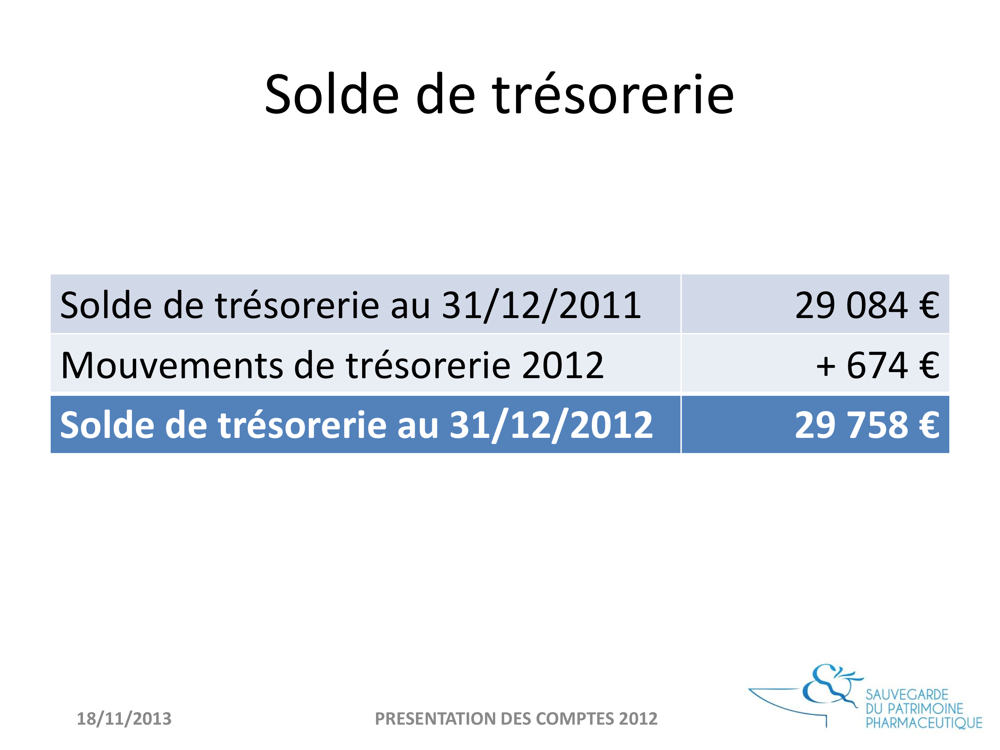 Solde de trésorerie
Solde de trésorerie au 31/12/2011 29 084 €
Mouvements de trésorerie 2012 + 674 €
Solde de trésorerie au 31/12/2012 29 758 €
18/11/2013 PRESENTATION DES COMPTES 2012
SAUVEGARDE
DU PATRIMOINE
PHARMACEUTIQUE